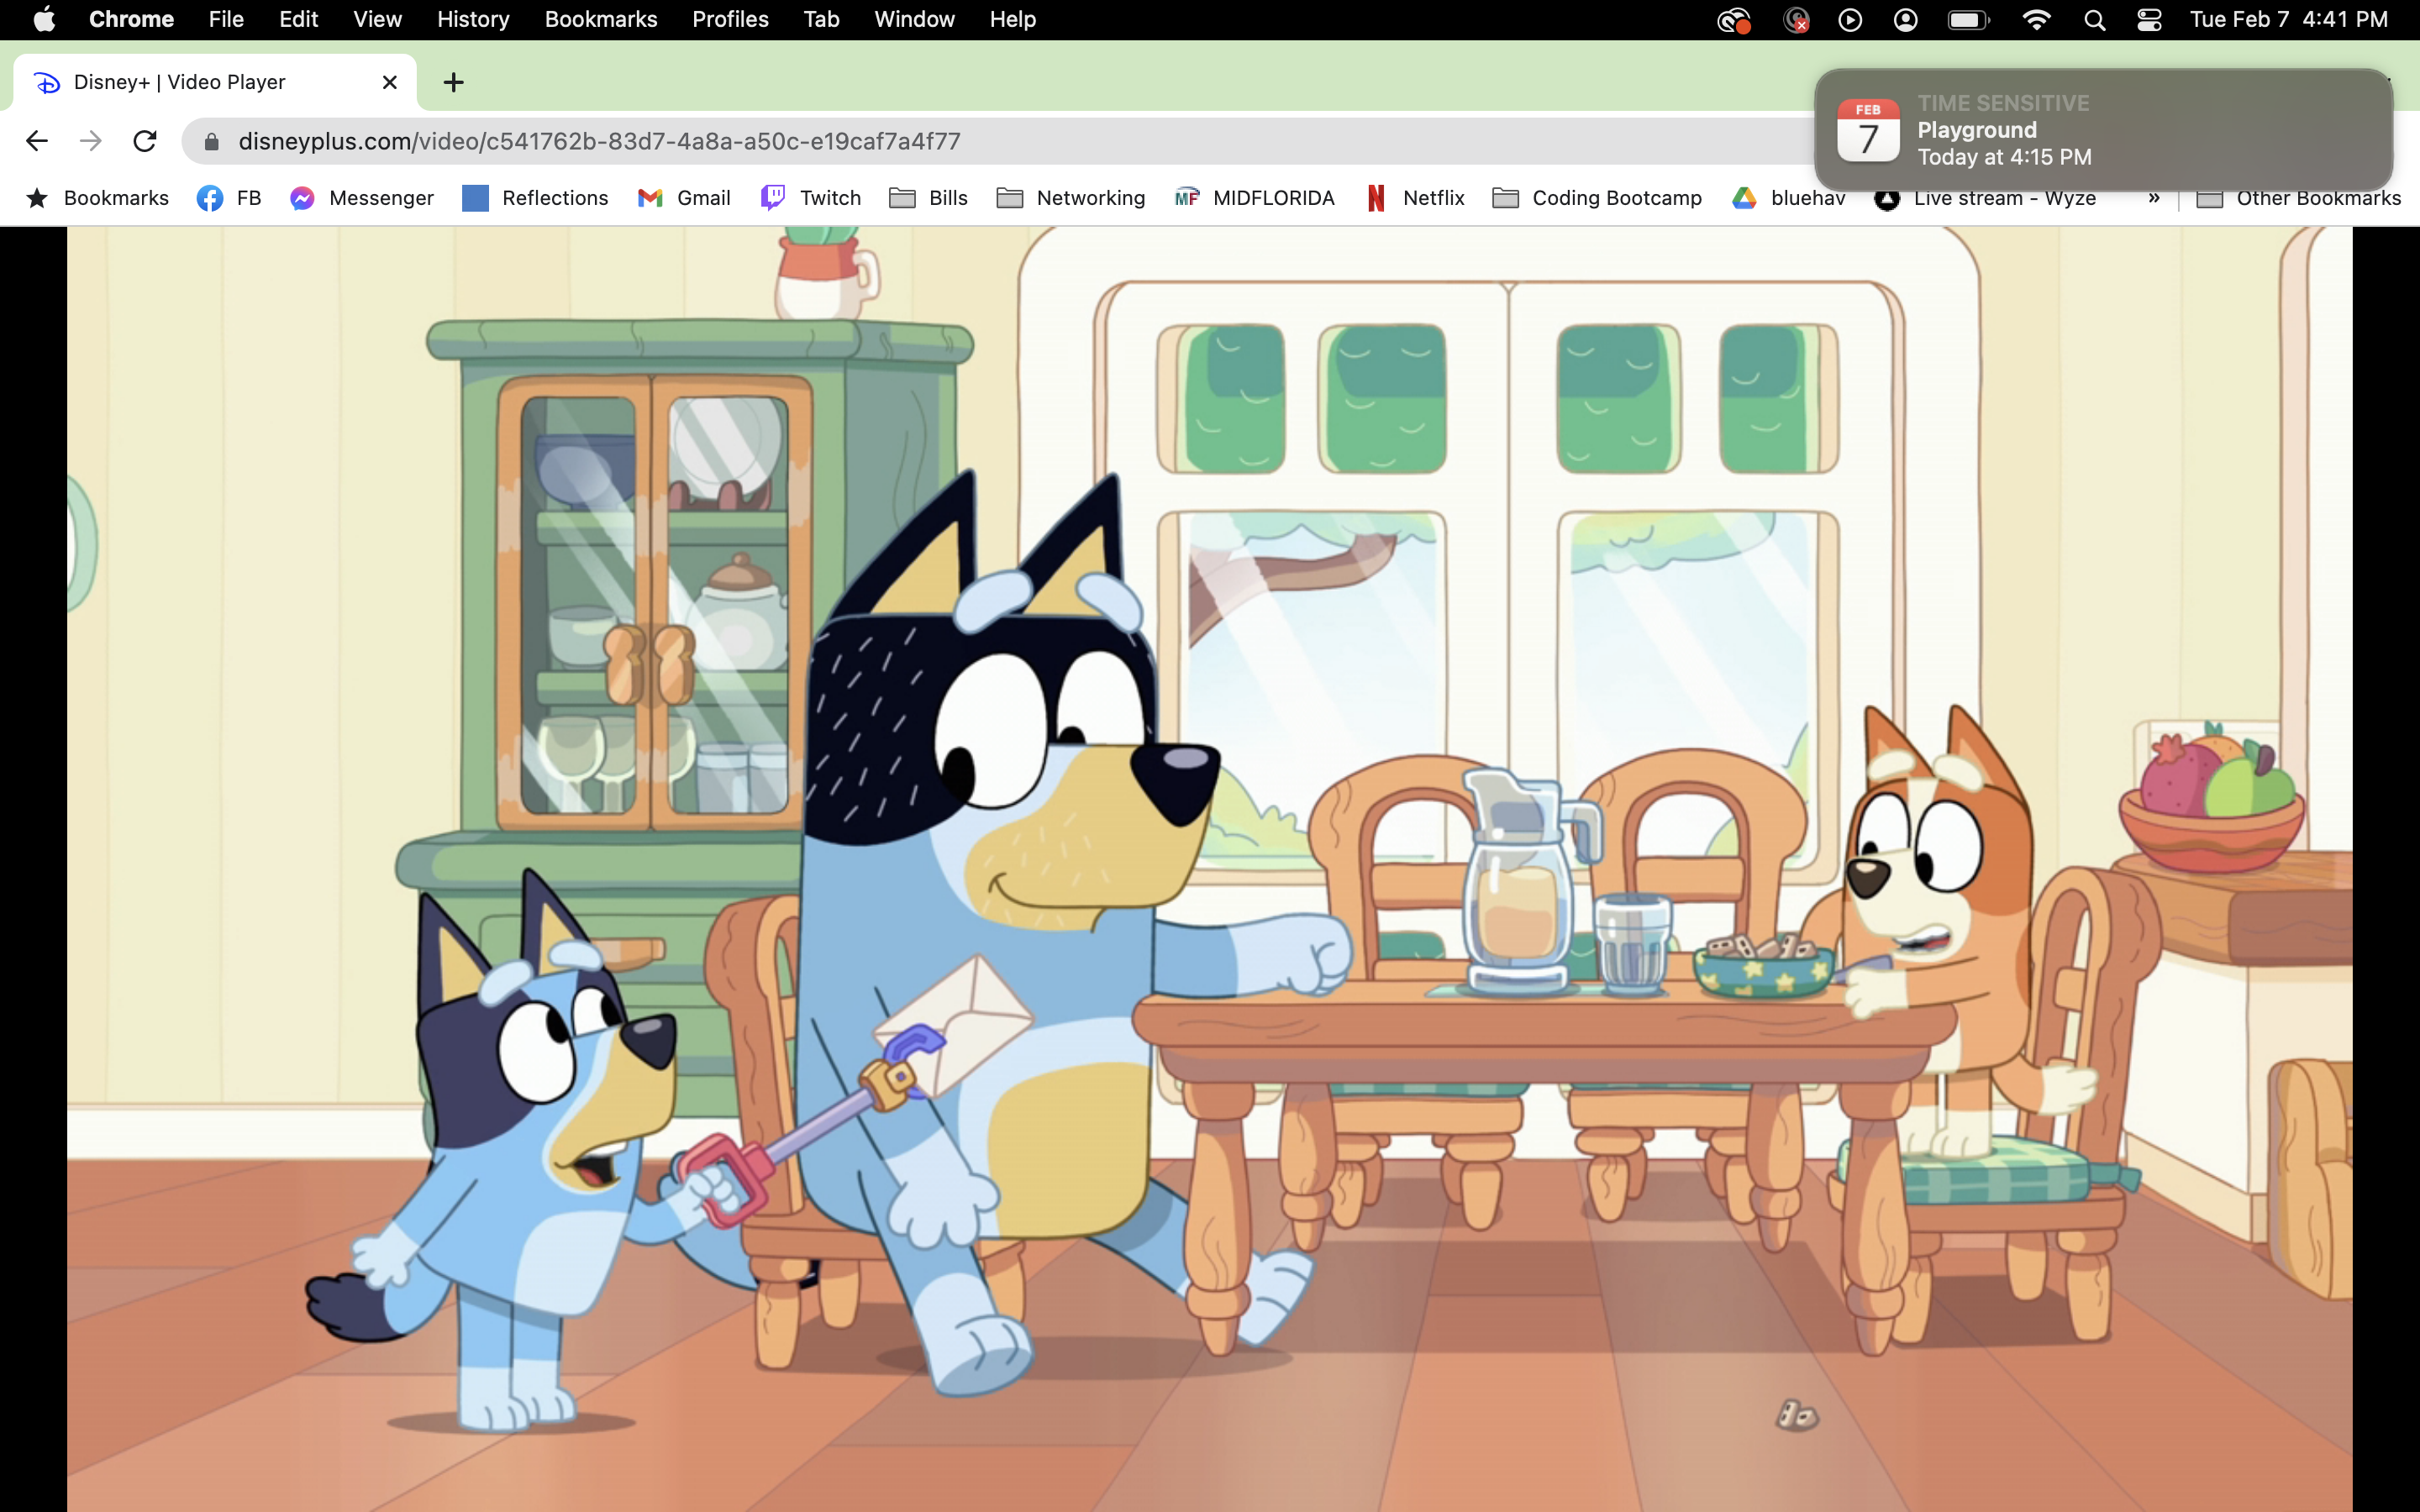 Chrome File Edit View History Bookmarks Profiles Tab Window Help Tue Feb 7 4:41 PM
Disney+ | Video Player
disneyplus.com/video/c541762b-83d7-4a8a-a50c-e19caf7a4f77
FEB
7
TIME SENSITIVE
Playground
Today at 4:15 PM
Bookmarks FB Messenger Reflections Gmail Twitch Bills Networking MF MIDFLORIDA Netflix Coding Bootcamp bluehav Live stream - Wyze » Other Bookmarks